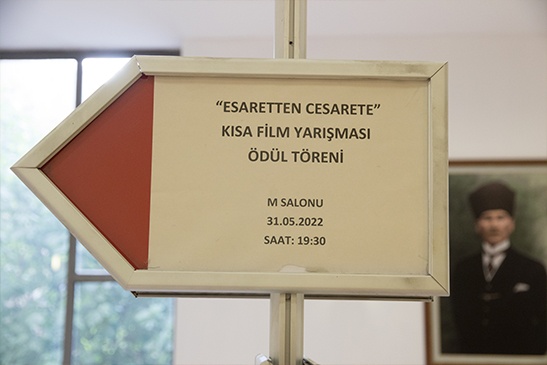 “ESARETTEN CESARETE”
KISA FİLM YARIŞMASI
ÖDÜL TÖRENİ
M SALONU
31.05.2022
SAAT: 19:30